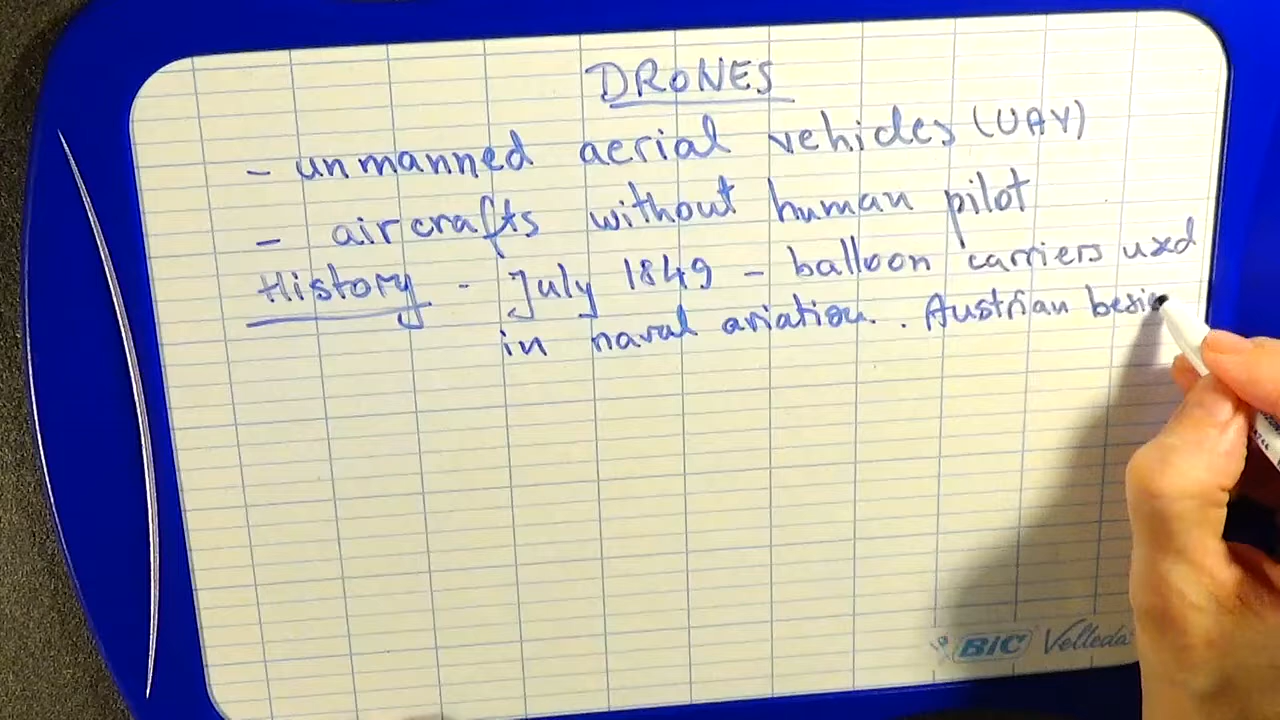 DRONES
- unmanned aerial vehicles (UAV)
- aircrafts without human pilot
History - July 1849 - balloon carriers used
in naval aviation. . Austrian besi
BIC Velleda